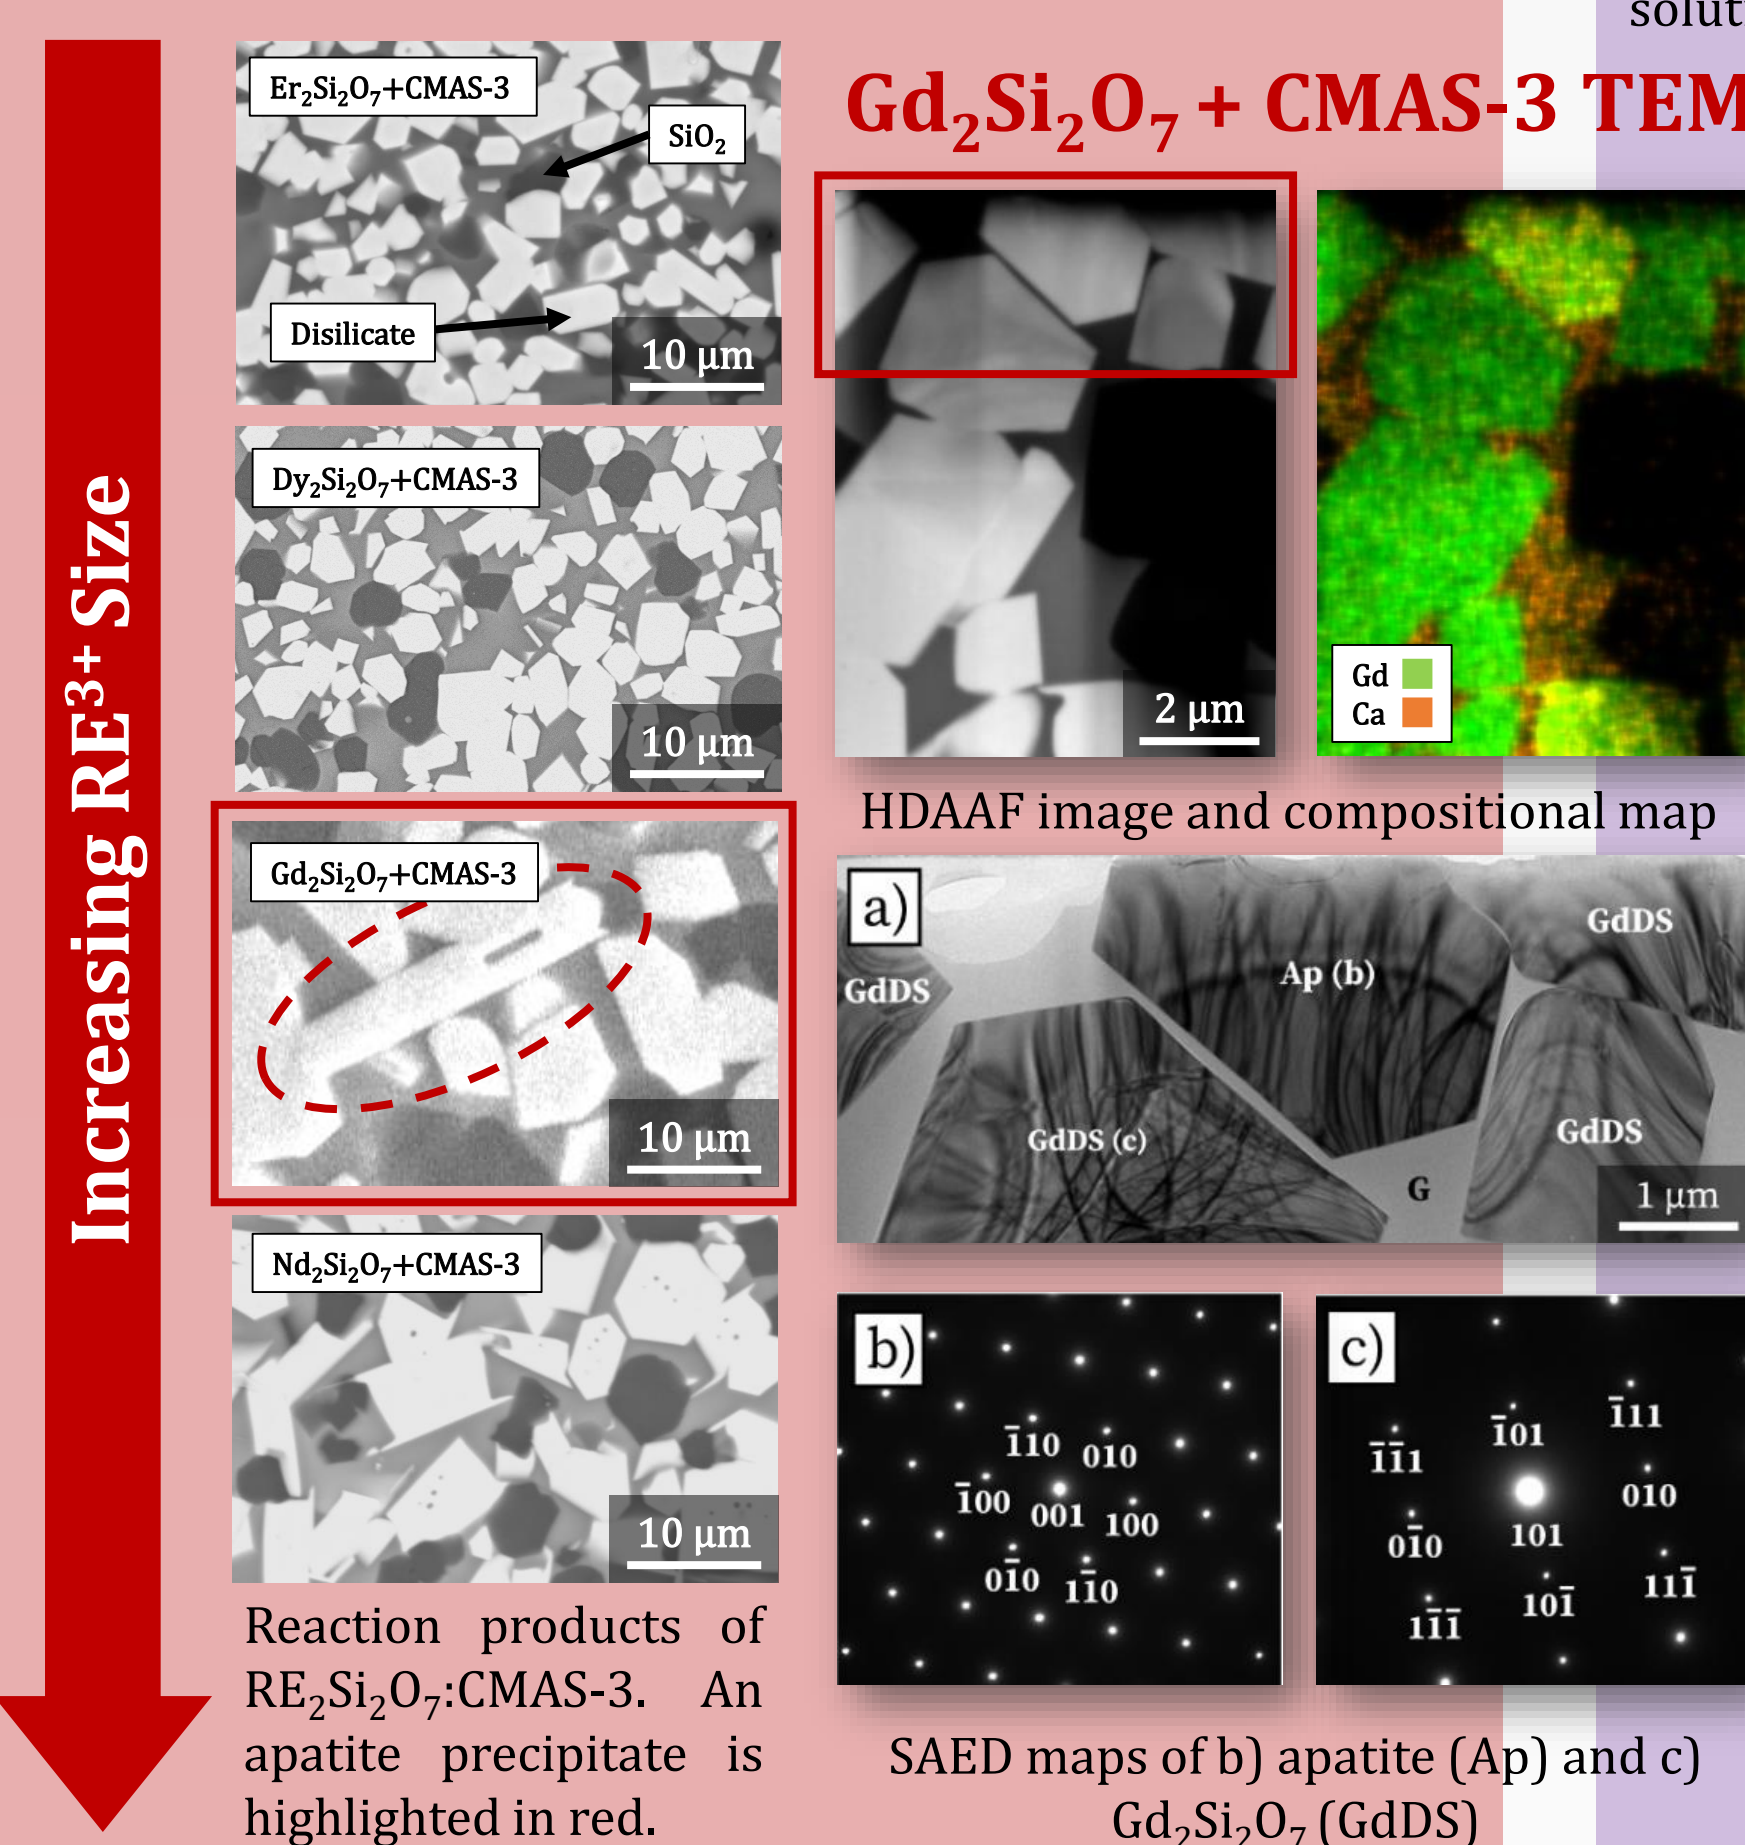 soluti
Increasing RE³⁺ Size
Er₂Si₂O₇+CMAS-3
SiO₂
Disilicate
10 μm
Dy₂Si₂O₇+CMAS-3
10 μm
Gd₂Si₂O₇+CMAS-3
10 μm
Nd₂Si₂O₇+CMAS-3
10 μm
Reaction products of
RE₂Si₂O₇:CMAS-3. An
apatite precipitate is
highlighted in red.
Gd₂Si₂O₇ + CMAS-3 TEM
2 μm
Gd
Ca
HDAAF image and compositional map
a)
GdDS
Ap (b)
GdDS
GdDS (c)
GdDS
G
1 μm
b)
1̅10 010
1̅00 001 100
01̅0 11̅0
c)
1̅1̅1 1̅01 1̅11
01̅0 101 010
11̅1̅ 101̅ 111̅
SAED maps of b) apatite (Ap) and c)
Gd₂Si₂O₇ (GdDS)